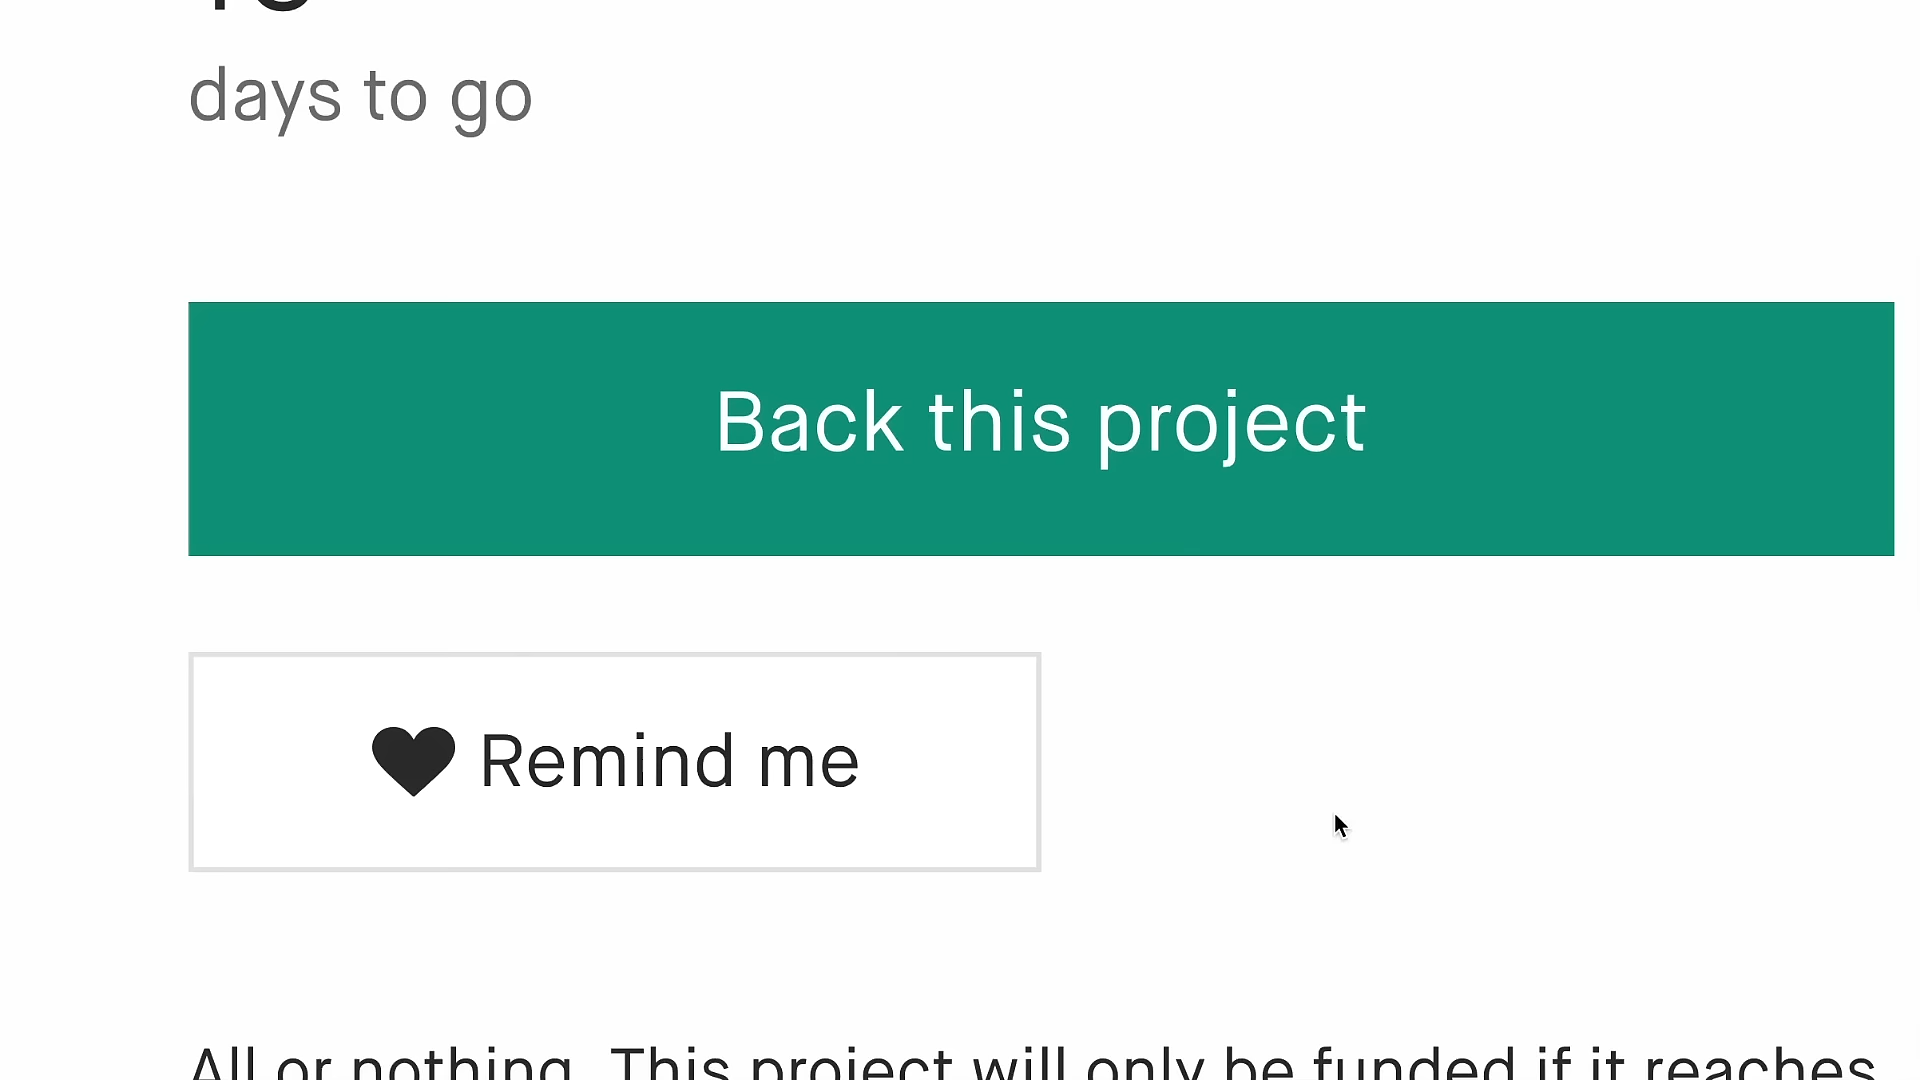 days to go
Back this project
Remind me
All or nothing. This project will only be funded if it reaches